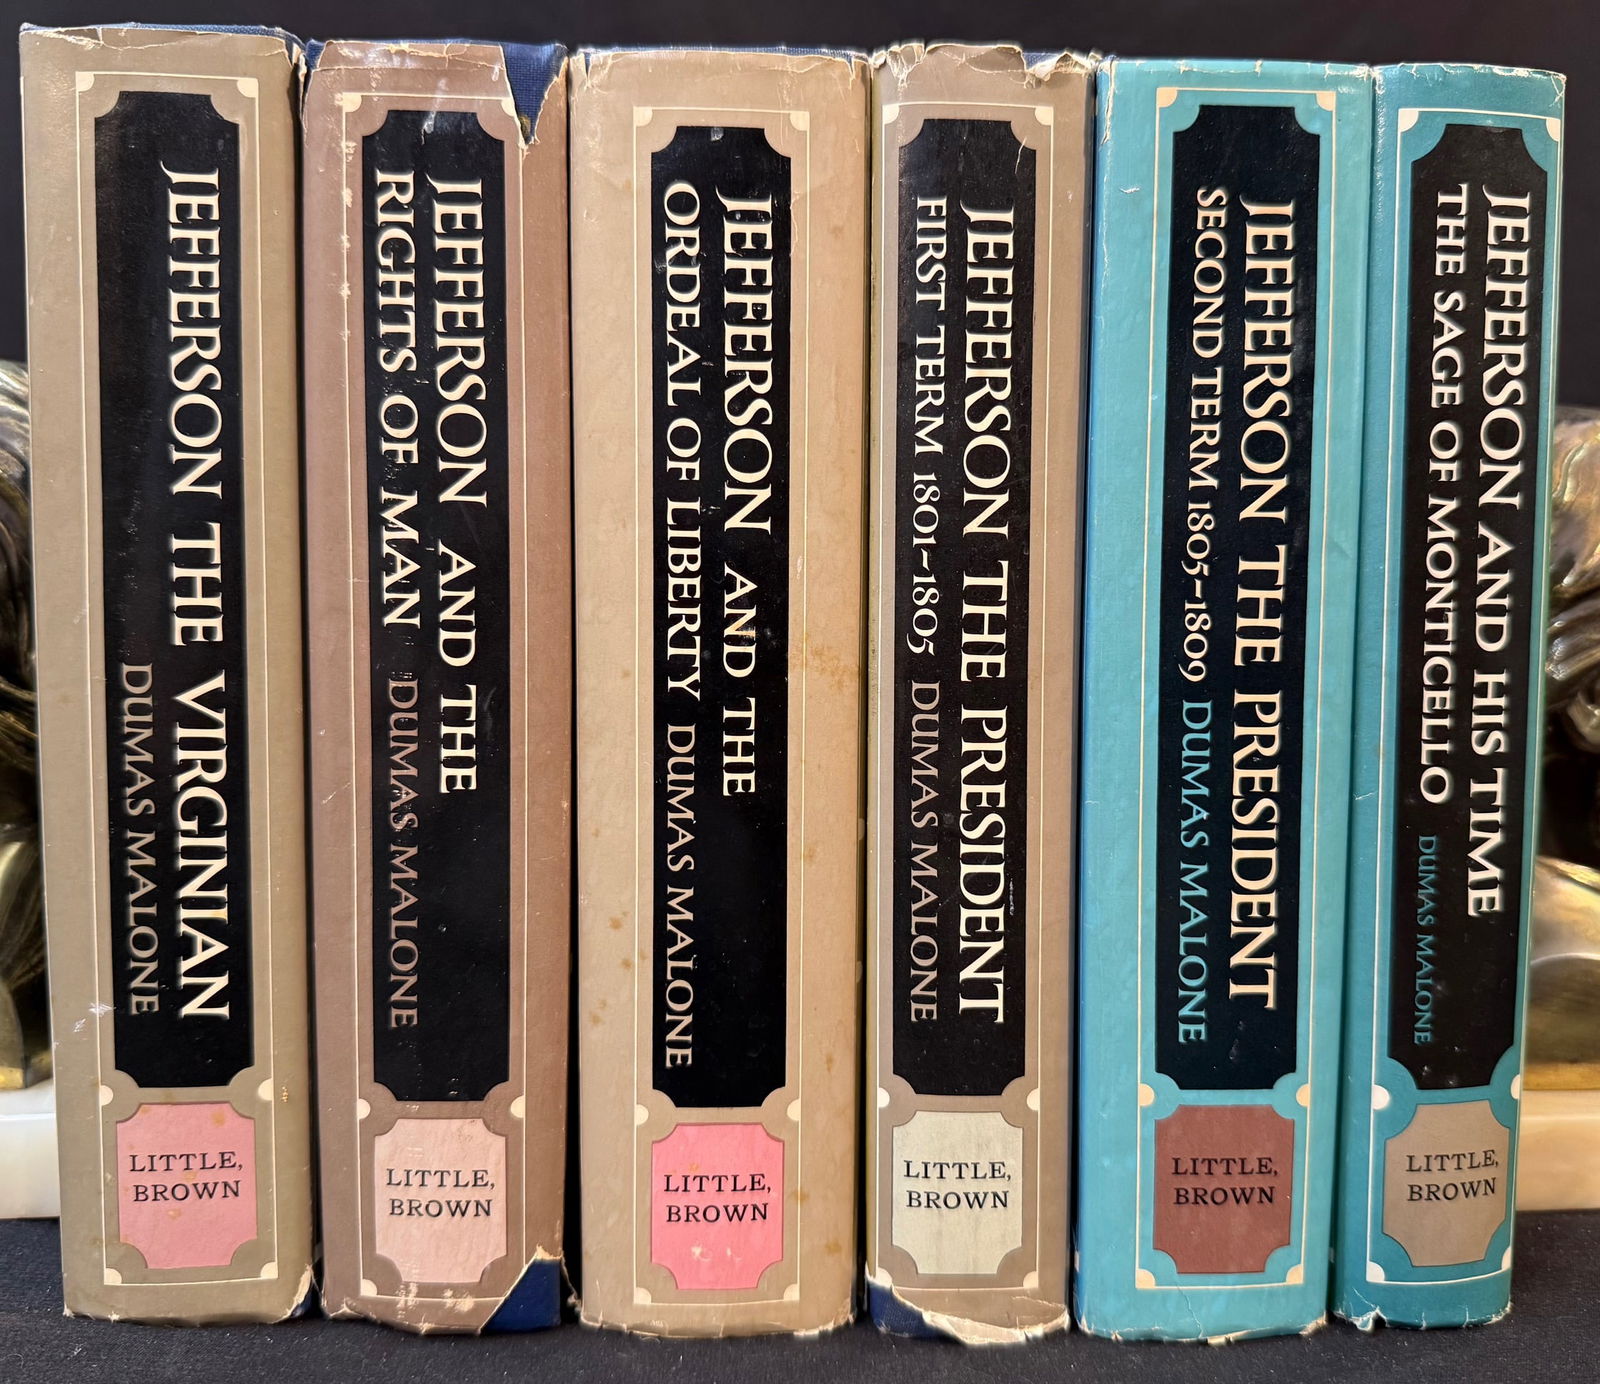 JEFFERSON THE VIRGINIAN
DUMAS MALONE
LITTLE,
BROWN
JEFFERSON AND THE
RIGHTS OF MAN DUMAS MALONE
LITTLE,
BROWN
JEFFERSON AND THE
ORDEAL OF LIBERTY DUMAS MALONE
LITTLE,
BROWN
JEFFERSON THE PRESIDENT
FIRST TERM 1801-1805 DUMAS MALONE
LITTLE,
BROWN
JEFFERSON THE PRESIDENT
SECOND TERM 1805-1809 DUMAS MALONE
LITTLE,
BROWN
JEFFERSON AND HIS TIME
THE SAGE OF MONTICELLO DUMAS MALONE
LITTLE,
BROWN